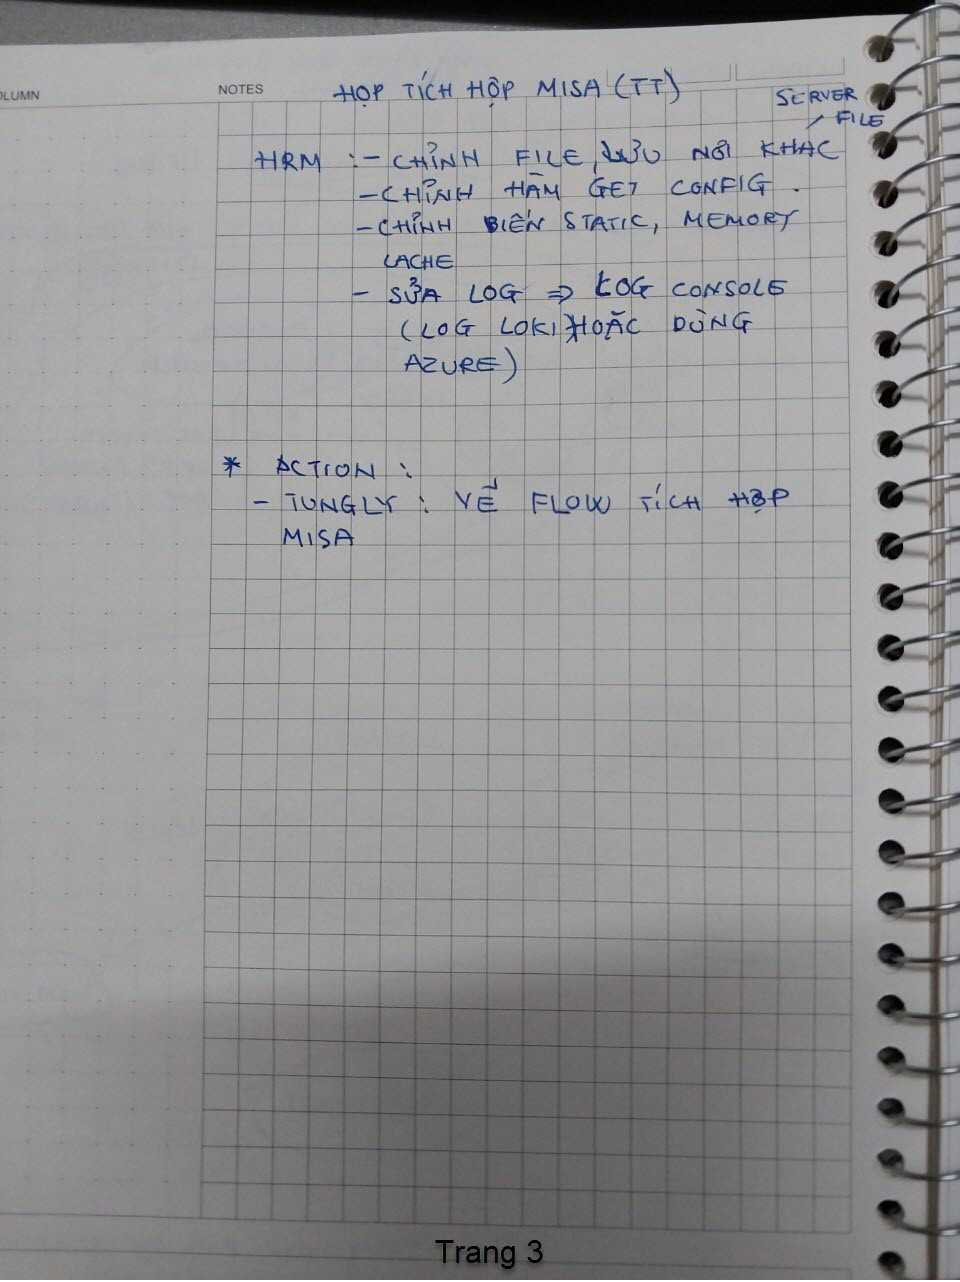 OLUMN
NOTES
HỌP TÍCH HỘP MISA (TT)
SERVER
FILE
HRM : - CHỈNH FILE, LƯU NƠI KHÁC
- CHỈNH HÀM GET CONFIG.
- CHỈNH BIẾN STATIC, MEMORY
CACHE
- SỬA LOG ⇒ LOG CONSOLE
(LOG LOKI) HOẶC DÙNG
AZURE)
* ACTION :
- TUNGLY : VẼ FLOW TÍCH HỢP
MISA
Trang 3